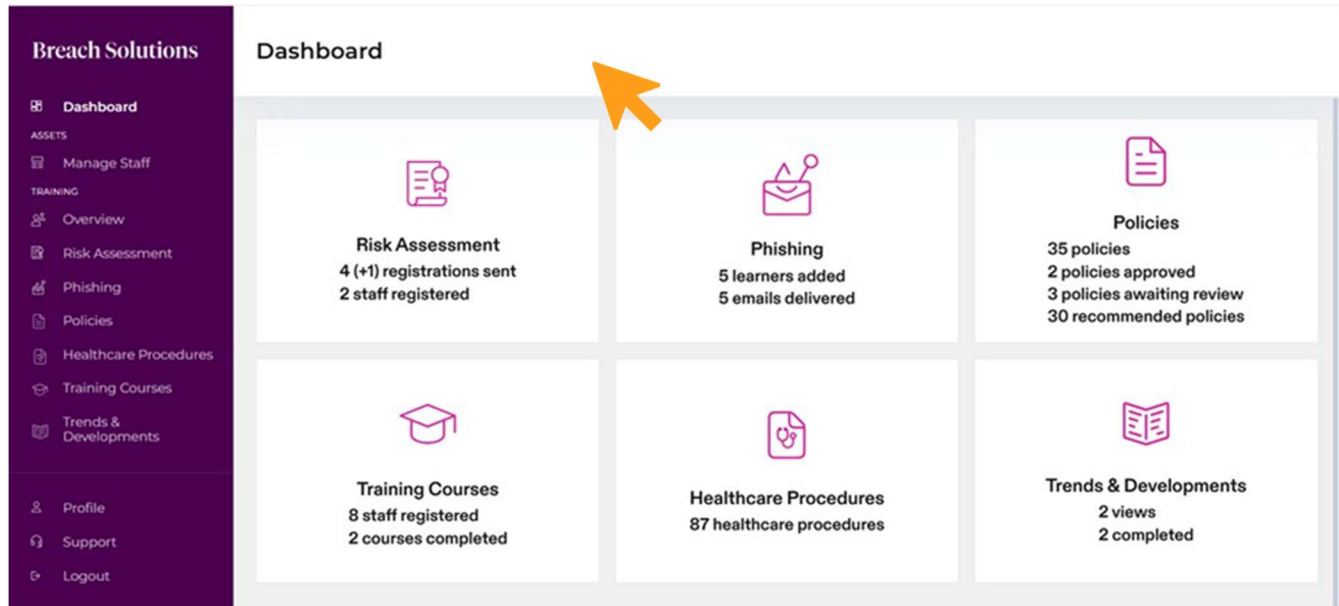 Breach Solutions
Dashboard
ASSETS
Manage Staff
TRAINING
Overview
Risk Assessment
Phishing
Policies
Healthcare Procedures
Training Courses
Trends &
Developments
Profile
Support
Logout
Dashboard
Risk Assessment
4 (+1) registrations sent
2 staff registered
Phishing
5 learners added
5 emails delivered
Policies
35 policies
2 policies approved
3 policies awaiting review
30 recommended policies
Training Courses
8 staff registered
2 courses completed
Healthcare Procedures
87 healthcare procedures
Trends & Developments
2 views
2 completed